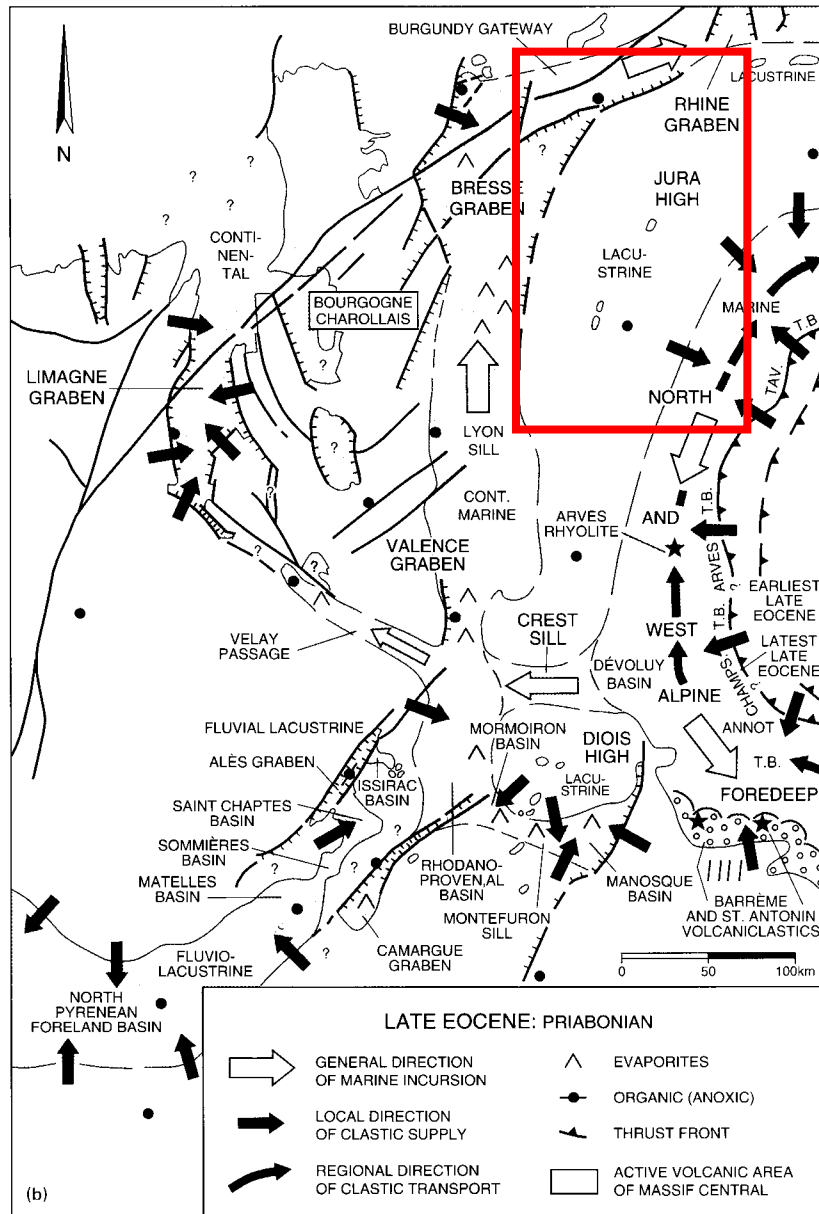 BURGUNDY GATEWAY
LACUSTRINE
RHINE
GRABEN
N
BRESSE
GRABEN
JURA
HIGH
CONTI-
NEN-
TAL
LACU-
STRINE
BOURGOGNE
CHAROLLAIS
MARINE
T.B.
LIMAGNE
GRABEN
TAV.
NORTH
LYON
SILL
CONT.
MARINE
ARVES
RHYOLITE
AND
T.B.
VALENCE
GRABEN
ARVES
EARLIEST
LATE
EOCENE
T.B.
CREST
SILL
WEST
VELAY
PASSAGE
DÉVOLUY
BASIN
LATEST
LATE
EOCENE
CHAMPS.
ALPINE
FLUVIAL LACUSTRINE
MORMOIRON
BASIN
DIOIS
HIGH
ANNOT
T.B.
ALÈS GRABEN
ISSIRAC
BASIN
LACU-
STRINE
FOREDEEP
SAINT CHAPTES
BASIN
SOMMIÈRES
BASIN
MATELLES
BASIN
RHODANO-
PROVEN,AL
BASIN
MANOSQUE
BASIN
MONTEFURON
SILL
BARRÈME
AND ST. ANTONIN
VOLCANICLASTICS
FLUVIO-
LACUSTRINE
CAMARGUE
GRABEN
0 50 100km
NORTH
PYRENEAN
FORELAND BASIN
LATE EOCENE: PRIABONIAN
GENERAL DIRECTION
OF MARINE INCURSION
EVAPORITES
LOCAL DIRECTION
OF CLASTIC SUPPLY
ORGANIC (ANOXIC)
THRUST FRONT
REGIONAL DIRECTION
OF CLASTIC TRANSPORT
ACTIVE VOLCANIC AREA
OF MASSIF CENTRAL
(b)